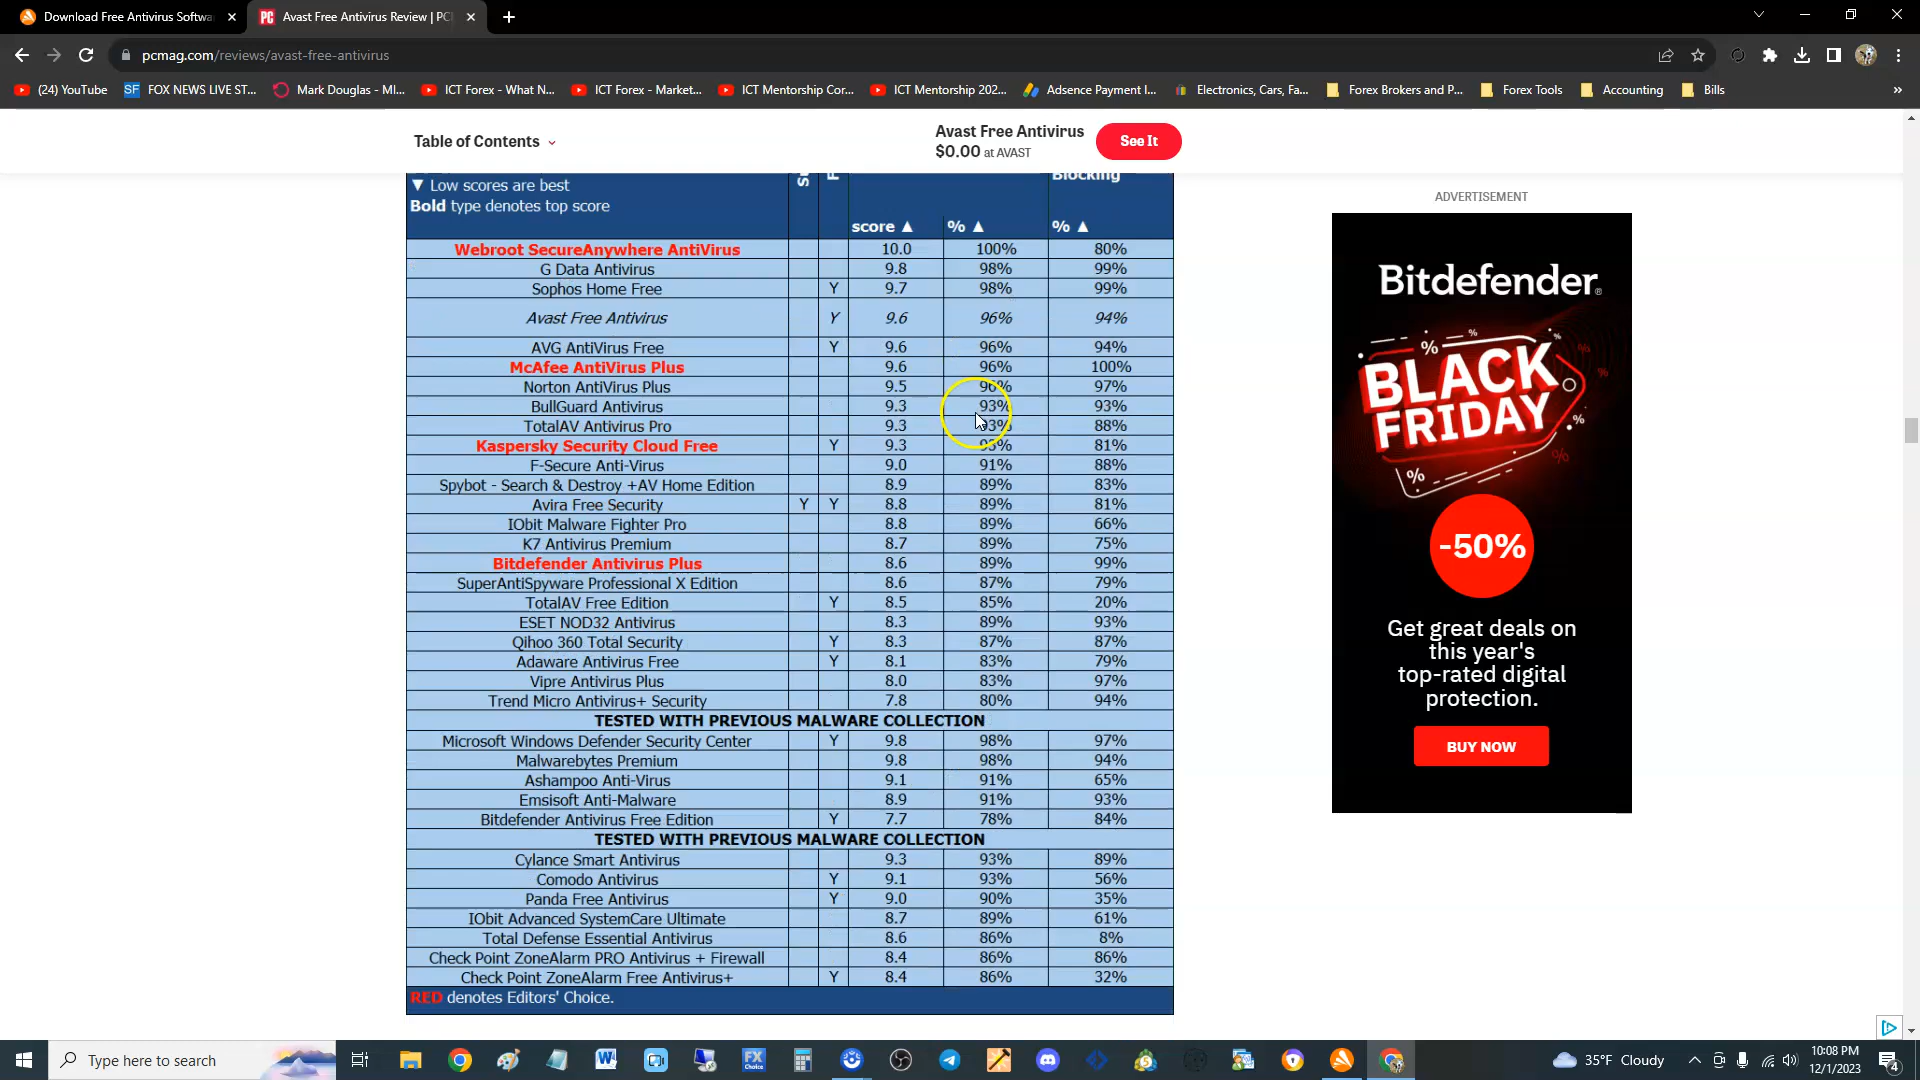 Download Free Antivirus Softwa
Avast Free Antivirus Review | PC
pcmag.com/reviews/avast-free-antivirus
(24) YouTube
FOX NEWS LIVE ST...
Mark Douglas - MI...
ICT Forex - What N...
ICT Forex - Market...
ICT Mentorship Cor...
ICT Mentorship 202...
Adsence Payment I...
Electronics, Cars, Fa...
Forex Brokers and P...
Forex Tools
Accounting
Bills
»
Table of Contents
Avast Free Antivirus
$0.00 at AVAST
See It
▼ Low scores are best
Bold type denotes top score
score ▲ % ▲
Blocking
% ▲
Webroot SecureAnywhere AntiVirus 10.0 100% 80%
G Data Antivirus 9.8 98% 99%
Sophos Home Free Y 9.7 98% 99%
Avast Free Antivirus Y 9.6 96% 94%
AVG AntiVirus Free Y 9.6 96% 94%
McAfee AntiVirus Plus 9.6 96% 100%
Norton AntiVirus Plus 9.5 96% 97%
BullGuard Antivirus 9.3 93% 93%
TotalAV Antivirus Pro 9.3 93% 88%
Kaspersky Security Cloud Free Y 9.3 93% 81%
F-Secure Anti-Virus 9.0 91% 88%
Spybot - Search & Destroy +AV Home Edition 8.9 89% 83%
Avira Free Security Y Y 8.8 89% 81%
IObit Malware Fighter Pro 8.8 89% 66%
K7 Antivirus Premium 8.7 89% 75%
Bitdefender Antivirus Plus 8.6 89% 99%
SuperAntiSpyware Professional X Edition 8.6 87% 79%
TotalAV Free Edition Y 8.5 85% 20%
ESET NOD32 Antivirus 8.3 89% 93%
Qihoo 360 Total Security Y 8.3 87% 87%
Adaware Antivirus Free Y 8.1 83% 79%
Vipre Antivirus Plus 8.0 83% 97%
Trend Micro Antivirus+ Security 7.8 80% 94%
TESTED WITH PREVIOUS MALWARE COLLECTION
Microsoft Windows Defender Security Center Y 9.8 98% 97%
Malwarebytes Premium 9.8 98% 94%
Ashampoo Anti-Virus 9.1 91% 65%
Emsisoft Anti-Malware 8.9 91% 93%
Bitdefender Antivirus Free Edition Y 7.7 78% 84%
TESTED WITH PREVIOUS MALWARE COLLECTION
Cylance Smart Antivirus 9.3 93% 89%
Comodo Antivirus Y 9.1 93% 56%
Panda Free Antivirus Y 9.0 90% 35%
IObit Advanced SystemCare Ultimate 8.7 89% 61%
Total Defense Essential Antivirus 8.6 86% 8%
Check Point ZoneAlarm PRO Antivirus + Firewall 8.4 86% 86%
Check Point ZoneAlarm Free Antivirus+ Y 8.4 86% 32%
RED denotes Editors' Choice.
ADVERTISEMENT
Bitdefender®
BLACK
FRIDAY
-50%
Get great deals on
this year's
top-rated digital
protection.
BUY NOW
Type here to search
FX
Choice
35°F Cloudy
10:08 PM
12/1/2023
4